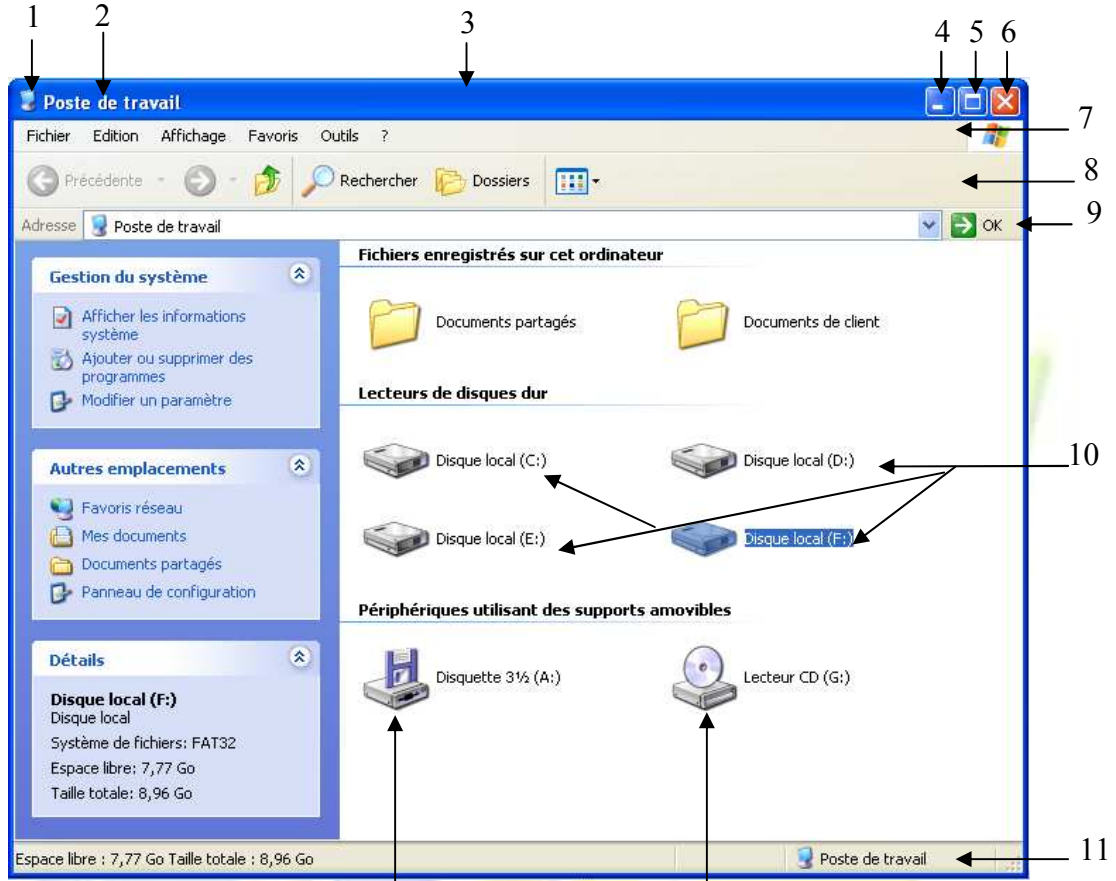 1 2 3 4 5 6
Poste de travail
Fichier Edition Affichage Favoris Outils ?
7
Précédente Rechercher Dossiers
8
Adresse Poste de travail OK
9
Gestion du système
Afficher les informations
système
Ajouter ou supprimer des
programmes
Modifier un paramètre
Autres emplacements
Favoris réseau
Mes documents
Documents partagés
Panneau de configuration
Détails
Disque local (F:)
Disque local
Système de fichiers: FAT32
Espace libre: 7,77 Go
Taille totale: 8,96 Go
Fichiers enregistrés sur cet ordinateur
Documents partagés Documents de client
Lecteurs de disques dur
Disque local (C:) Disque local (D:)
10
Disque local (E:) Disque local (F:)
Périphériques utilisant des supports amovibles
Disquette 3½ (A:) Lecteur CD (G:)
Espace libre : 7,77 Go Taille totale : 8,96 Go Poste de travail
11